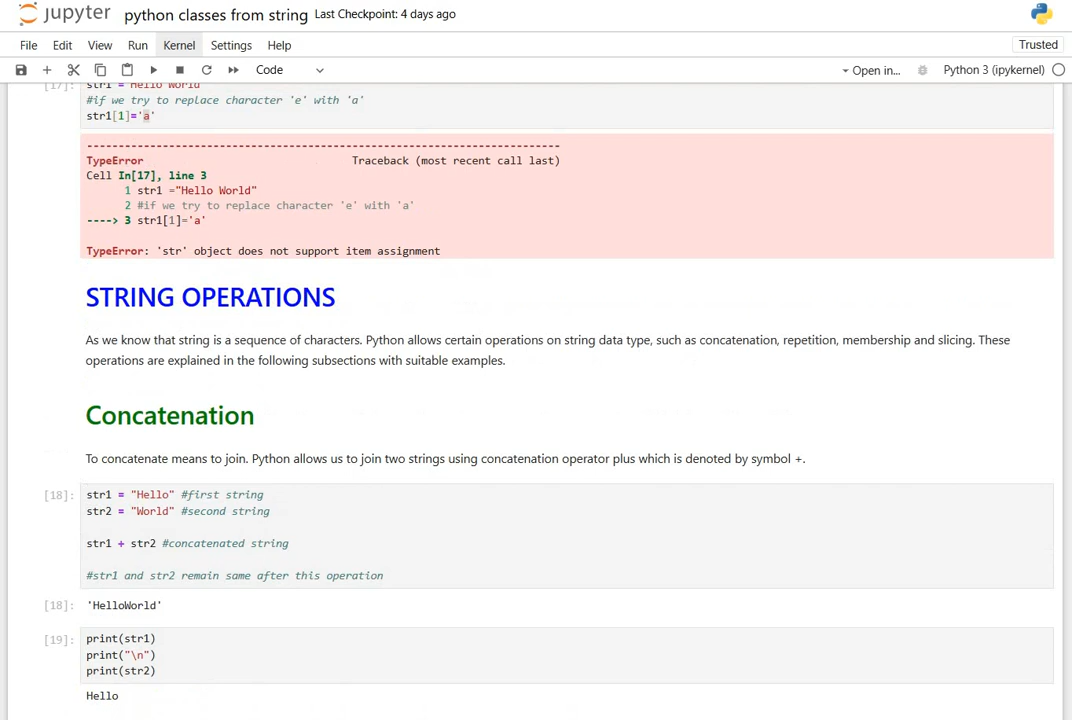 jupyter python classes from string Last Checkpoint: 4 days ago
File Edit View Run Kernel Settings Help Trusted
Code Open in... Python 3 (ipykernel)
[17]: str1 ="Hello World"
#if we try to replace character 'e' with 'a'
str1[1]='a'
---------------------------------------------------------------------------
TypeError Traceback (most recent call last)
Cell In[17], line 3
1 str1 ="Hello World"
2 #if we try to replace character 'e' with 'a'
----> 3 str1[1]='a'
TypeError: 'str' object does not support item assignment
STRING OPERATIONS
As we know that string is a sequence of characters. Python allows certain operations on string data type, such as concatenation, repetition, membership and slicing. These
operations are explained in the following subsections with suitable examples.
Concatenation
To concatenate means to join. Python allows us to join two strings using concatenation operator plus which is denoted by symbol +.
[18]: str1 = "Hello" #first string
str2 = "World" #second string
str1 + str2 #concatenated string
#str1 and str2 remain same after this operation
[18]: 'HelloWorld'
[19]: print(str1)
print("\n")
print(str2)
Hello